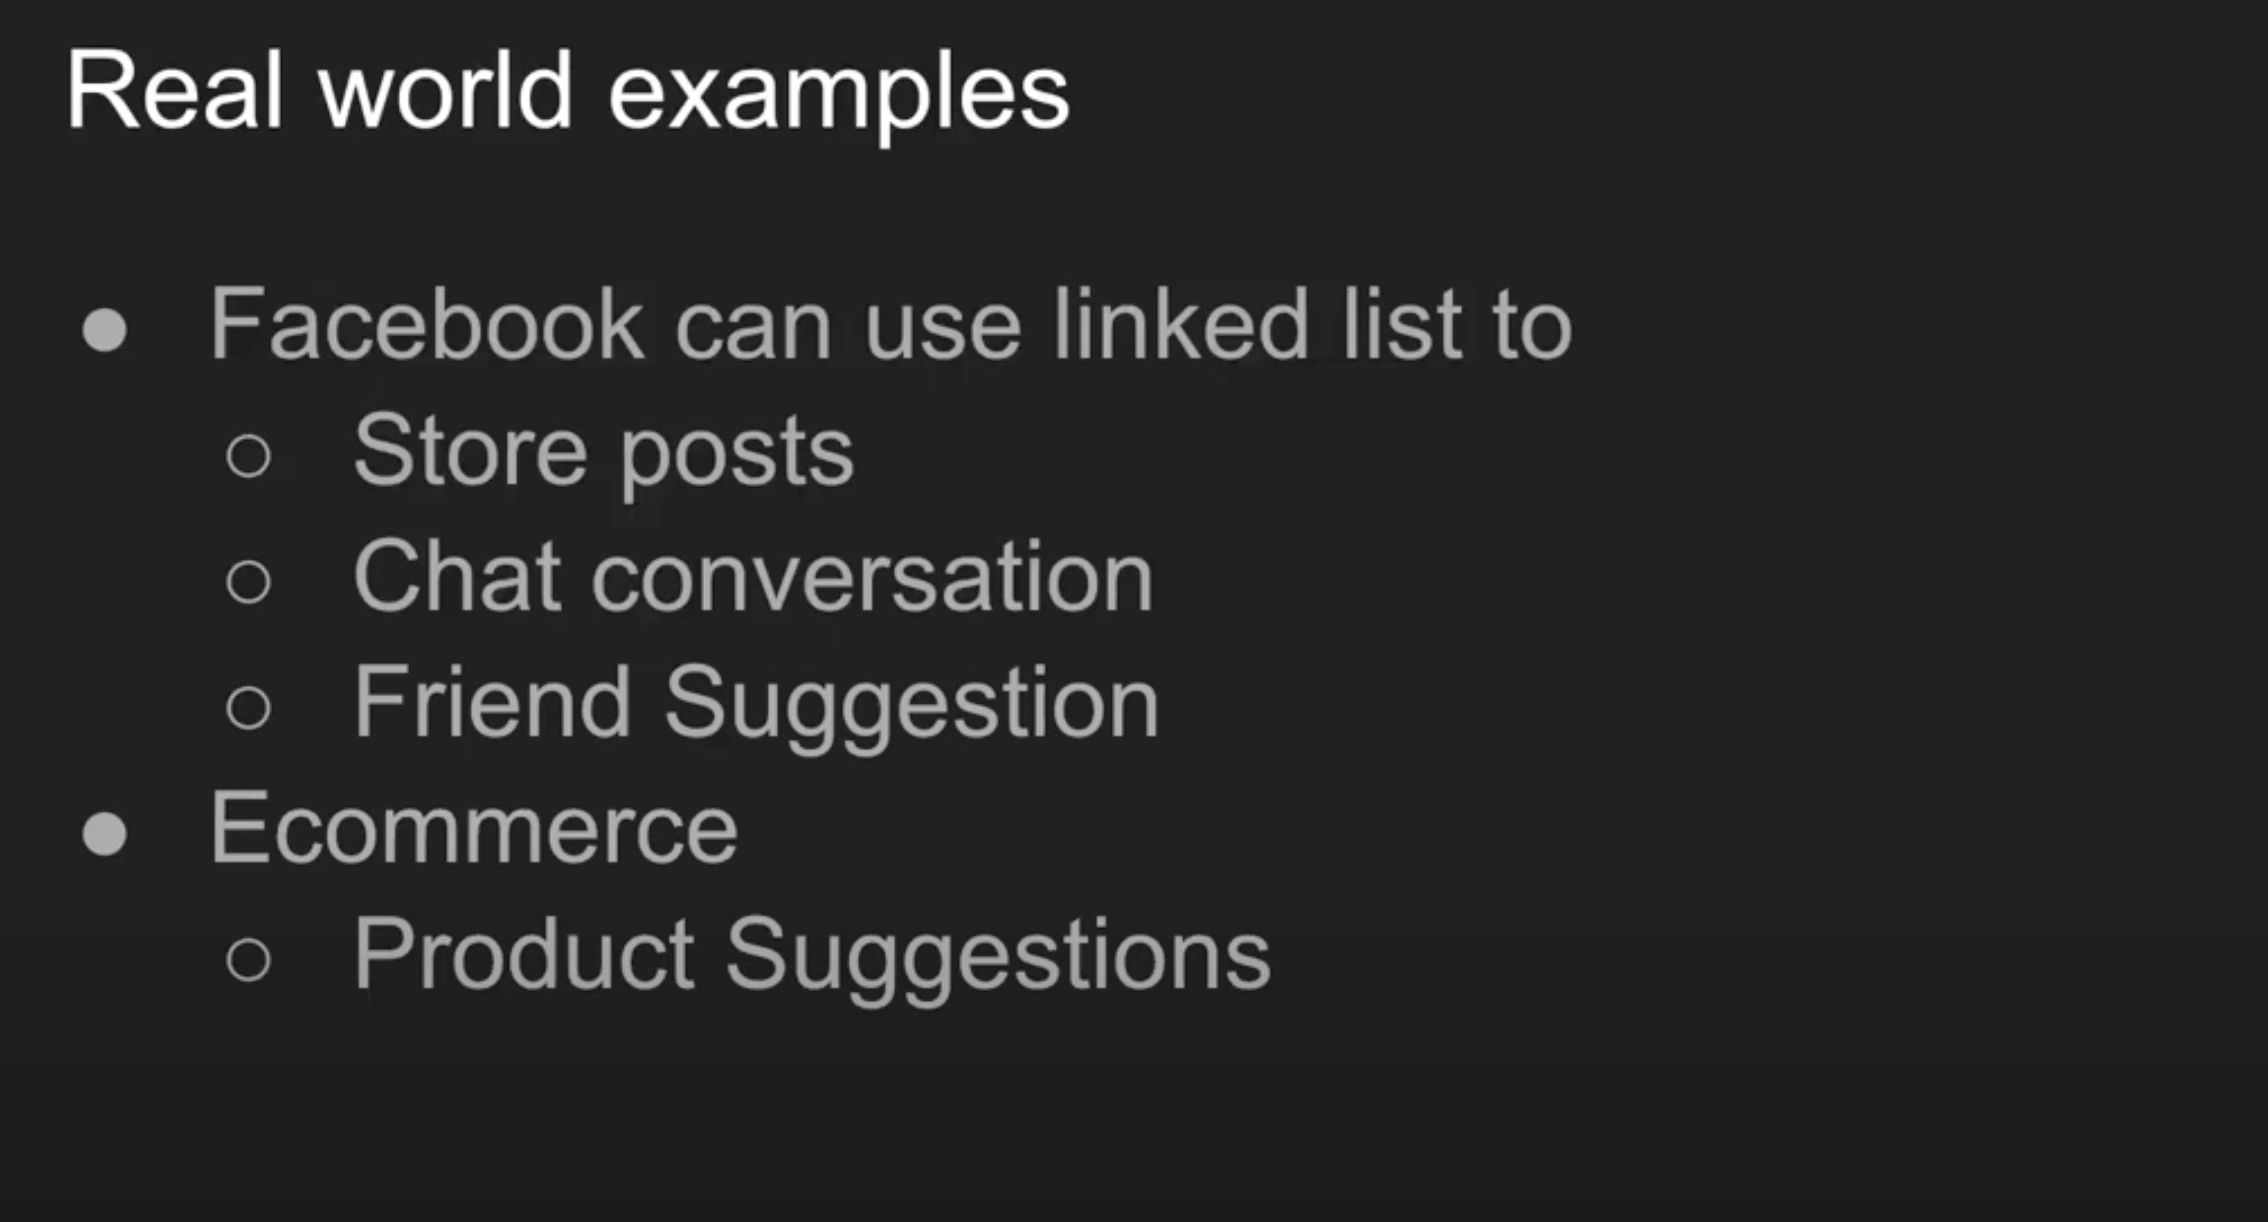 Real world examples
● Facebook can use linked list to
○ Store posts
○ Chat conversation
○ Friend Suggestion
● Ecommerce
○ Product Suggestions